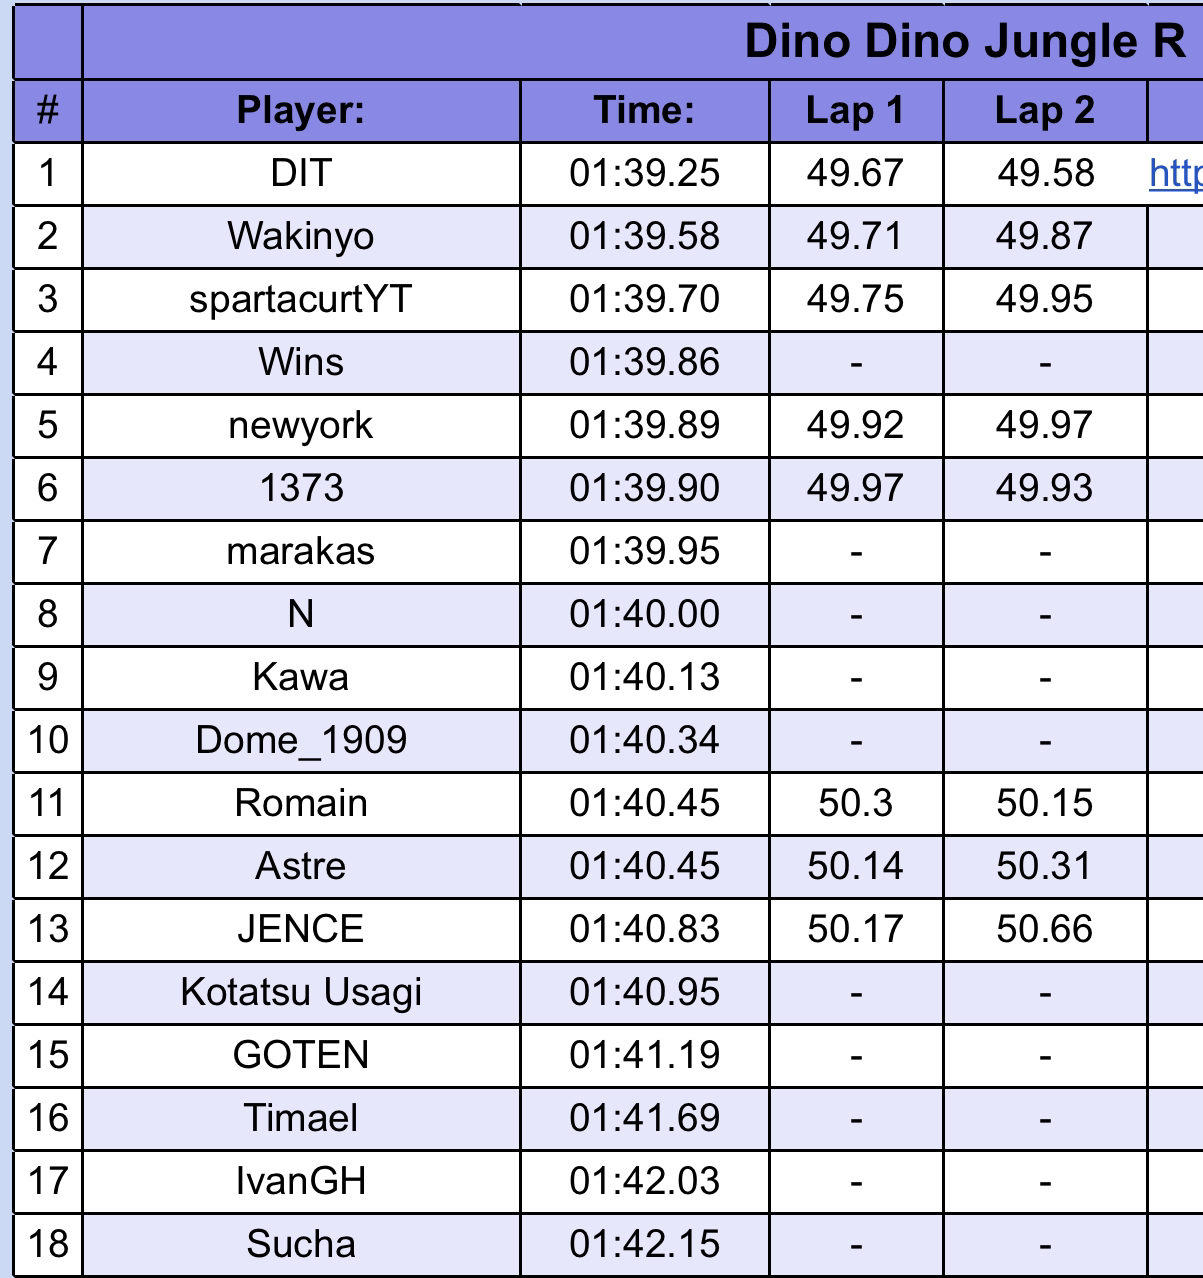 Dino Dino Jungle R
# Player: Time: Lap 1 Lap 2
1 DIT 01:39.25 49.67 49.58 http
2 Wakinyo 01:39.58 49.71 49.87
3 spartacurtYT 01:39.70 49.75 49.95
4 Wins 01:39.86 - -
5 newyork 01:39.89 49.92 49.97
6 1373 01:39.90 49.97 49.93
7 marakas 01:39.95 - -
8 N 01:40.00 - -
9 Kawa 01:40.13 - -
10 Dome_1909 01:40.34 - -
11 Romain 01:40.45 50.3 50.15
12 Astre 01:40.45 50.14 50.31
13 JENCE 01:40.83 50.17 50.66
14 Kotatsu Usagi 01:40.95 - -
15 GOTEN 01:41.19 - -
16 Timael 01:41.69 - -
17 IvanGH 01:42.03 - -
18 Sucha 01:42.15 - -